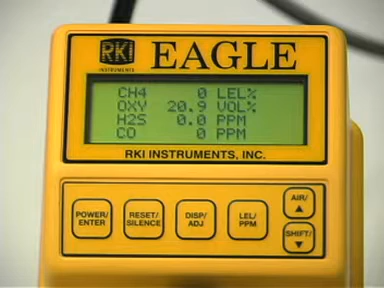 RKI EAGLE
INSTRUMENTS
CH4 0 LEL%
OXY 20.9 VOL%
H2S 0.0 PPM
CO 0 PPM
RKI INSTRUMENTS, INC.
POWER/ RESET/ DISP/ LEL/ AIR/
ENTER SILENCE ADJ PPM ▲
SHIFT/
▼